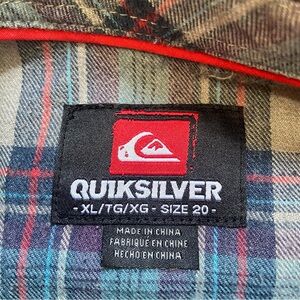 QUIKSILVER
- XL/TG/XG - SIZE 20 -
MADE IN CHINA
FABRIQUÉ EN CHINE
HECHO EN CHINA